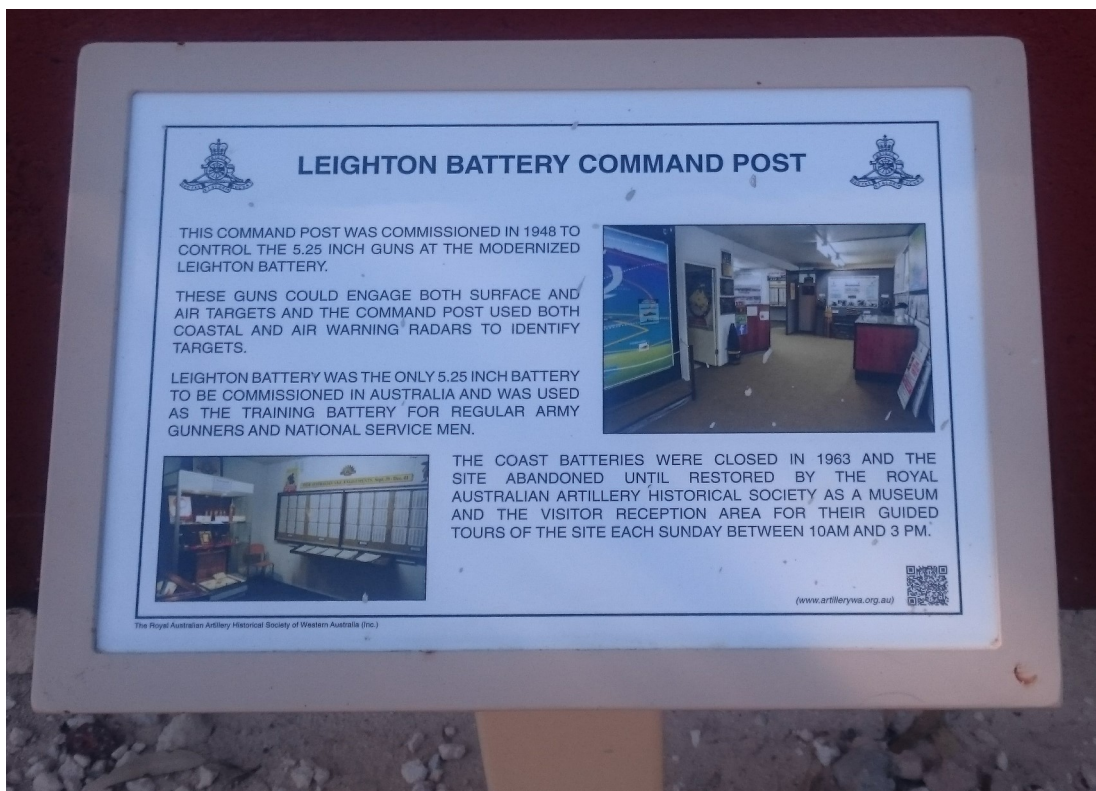 LEIGHTON BATTERY COMMAND POST
THIS COMMAND POST WAS COMMISSIONED IN 1948 TO
CONTROL THE 5.25 INCH GUNS AT THE MODERNIZED
LEIGHTON BATTERY.
THESE GUNS COULD ENGAGE BOTH SURFACE AND
AIR TARGETS AND THE COMMAND POST USED BOTH
COASTAL AND AIR WARNING RADARS TO IDENTIFY
TARGETS.
LEIGHTON BATTERY WAS THE ONLY 5.25 INCH BATTERY
TO BE COMMISSIONED IN AUSTRALIA AND WAS USED
AS THE TRAINING BATTERY FOR REGULAR ARMY
GUNNERS AND NATIONAL SERVICE MEN.
THE COAST BATTERIES WERE CLOSED IN 1963 AND THE
SITE ABANDONED UNTIL RESTORED BY THE ROYAL
AUSTRALIAN ARTILLERY HISTORICAL SOCIETY AS A MUSEUM
AND THE VISITOR RECEPTION AREA FOR THEIR GUIDED
TOURS OF THE SITE EACH SUNDAY BETWEEN 10AM AND 3 PM.
(www.artillerywa.org.au)
The Royal Australian Artillery Historical Society of Western Australia (Inc.)